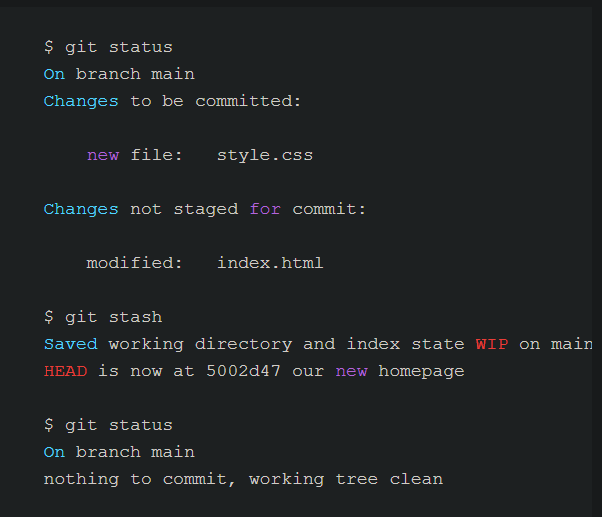 $ git status
On branch main
Changes to be committed:
new file:   style.css
Changes not staged for commit:
modified:   index.html
$ git stash
Saved working directory and index state WIP on main
HEAD is now at 5002d47 our new homepage
$ git status
On branch main
nothing to commit, working tree clean